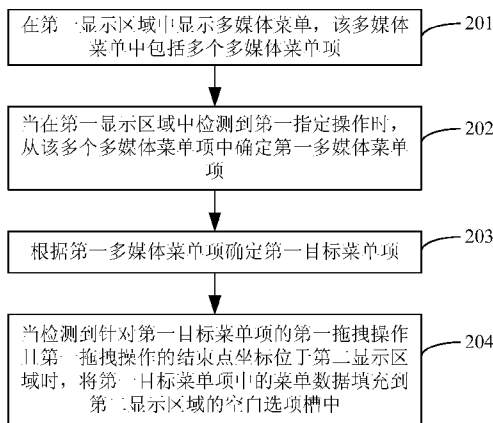 在第一显示区域中显示多媒体菜单，该多媒体
菜单中包括多个多媒体菜单项
201
当在第一显示区域中检测到第一指定操作时，
从该多个多媒体菜单项中确定第一多媒体菜单
项
202
根据第一多媒体菜单项确定第一目标菜单项
203
当检测到针对第一目标菜单项的第一拖拽操作
且第一拖拽操作的结束点坐标位于第二显示区
域时，将第一目标菜单项中的菜单数据填充到
第二显示区域的空白选项槽中
204